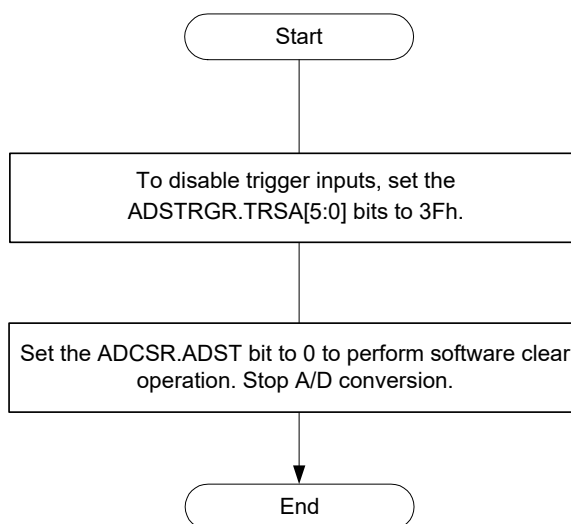 Start
To disable trigger inputs, set the
ADSTRGR.TRSA[5:0] bits to 3Fh.
Set the ADCSR.ADST bit to 0 to perform software clear
operation. Stop A/D conversion.
End